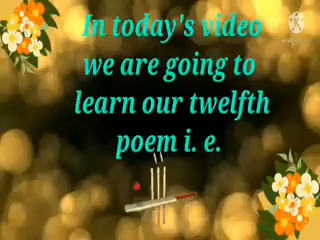 In today's video
we are going to
learn our twelfth
poem i. e.
"